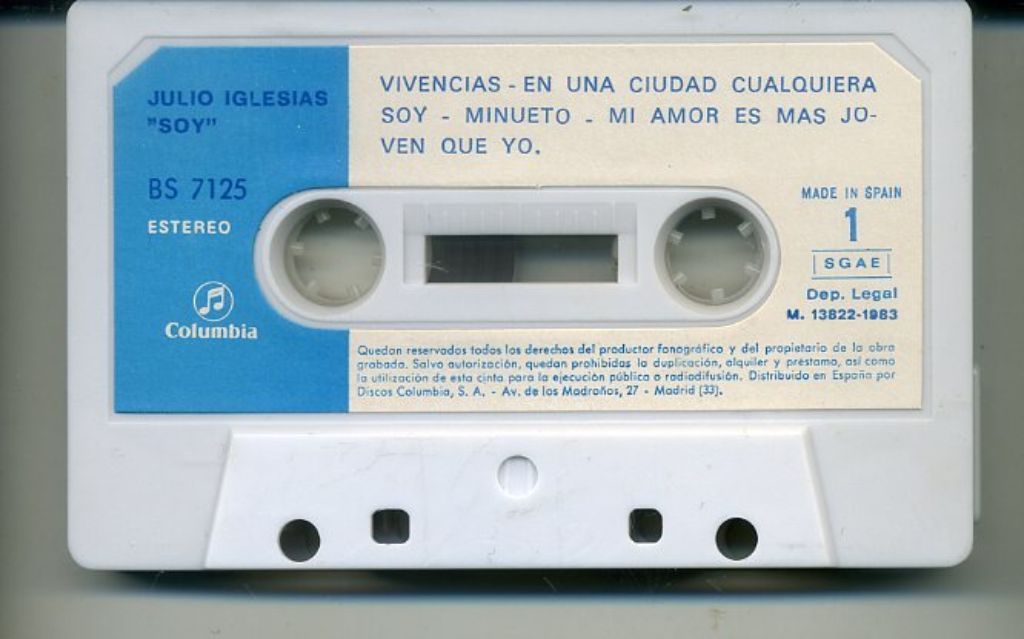 JULIO IGLESIAS
"SOY"
BS 7125
ESTEREO
Columbia
VIVENCIAS - EN UNA CIUDAD CUALQUIERA
SOY - MINUETO - MI AMOR ES MAS JO-
VEN QUE YO.
MADE IN SPAIN
1
SGAE
Dep. Legal
M. 13822-1983
Quedan reservados todos los derechos del productor fonográfico y del propietario de la obra
grabada. Salvo autorización, quedan prohibidas la duplicación, alquiler y préstamo, así como
la utilización de esta cinta para la ejecución pública o radiodifusión. Distribuido en España por
Discos Columbia, S. A. - Av. de los Madroños, 27 - Madrid (33).